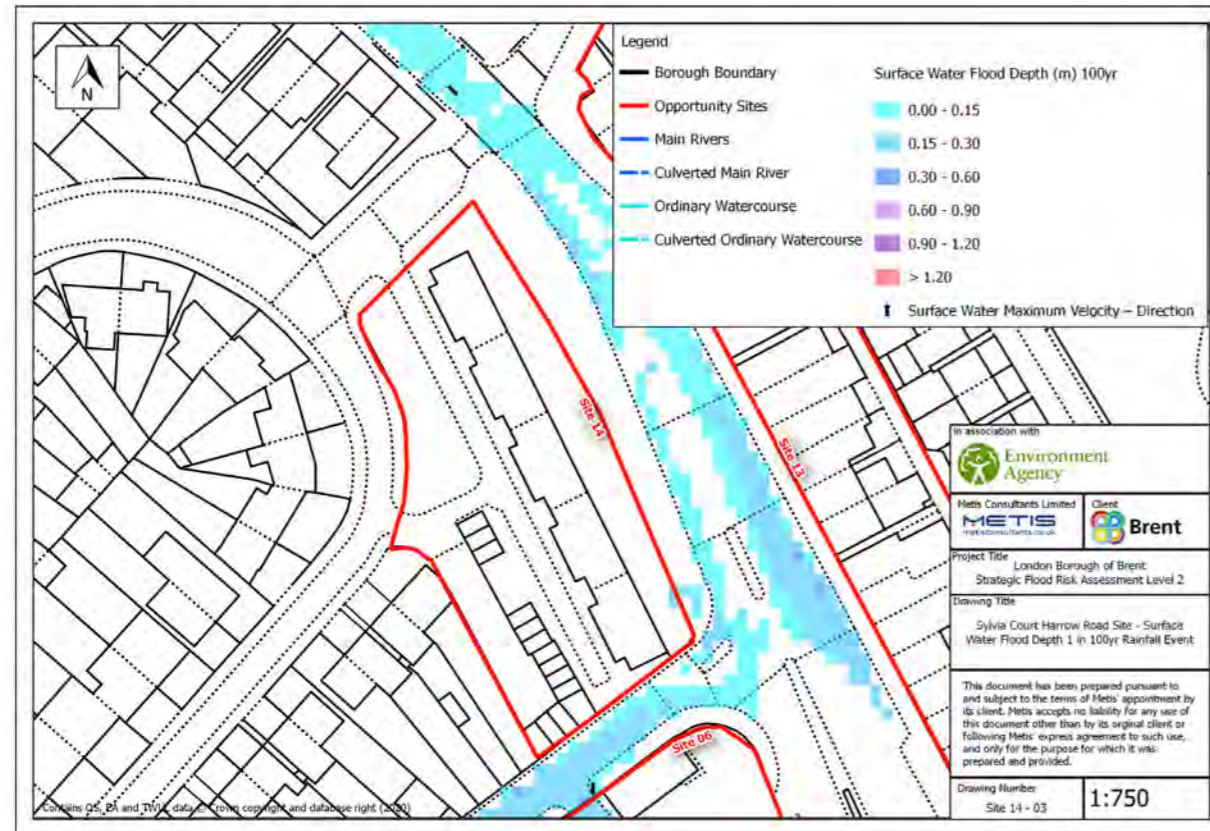 N
Legend
Borough Boundary
Opportunity Sites
Main Rivers
Culverted Main River
Ordinary Watercourse
Culverted Ordinary Watercourse
Surface Water Flood Depth (m) 100yr
0.00 - 0.15
0.15 - 0.30
0.30 - 0.60
0.60 - 0.90
0.90 - 1.20
> 1.20
Surface Water Maximum Velocity – Direction
Site 14
Site 13
Site 06
In association with
Environment
Agency
Metis Consultants Limited
METIS
metisconsultants.co.uk
Client
Brent
Project Title
London Borough of Brent
Strategic Flood Risk Assessment Level 2
Drawing Title
Sylvia Court Harrow Road Site - Surface
Water Flood Depth 1 in 100yr Rainfall Event
This document has been prepared pursuant to
and subject to the terms of Metis' appointment by
its client. Metis accepts no liability for any use of
this document other than by its orginal client or
following Metis' express agreement to such use,
and only for the purpose for which it was
prepared and provided.
Drawing Number
Site 14 - 03
1:750
Contains OS, EA and TWUL data © Crown copyright and database right (2020)